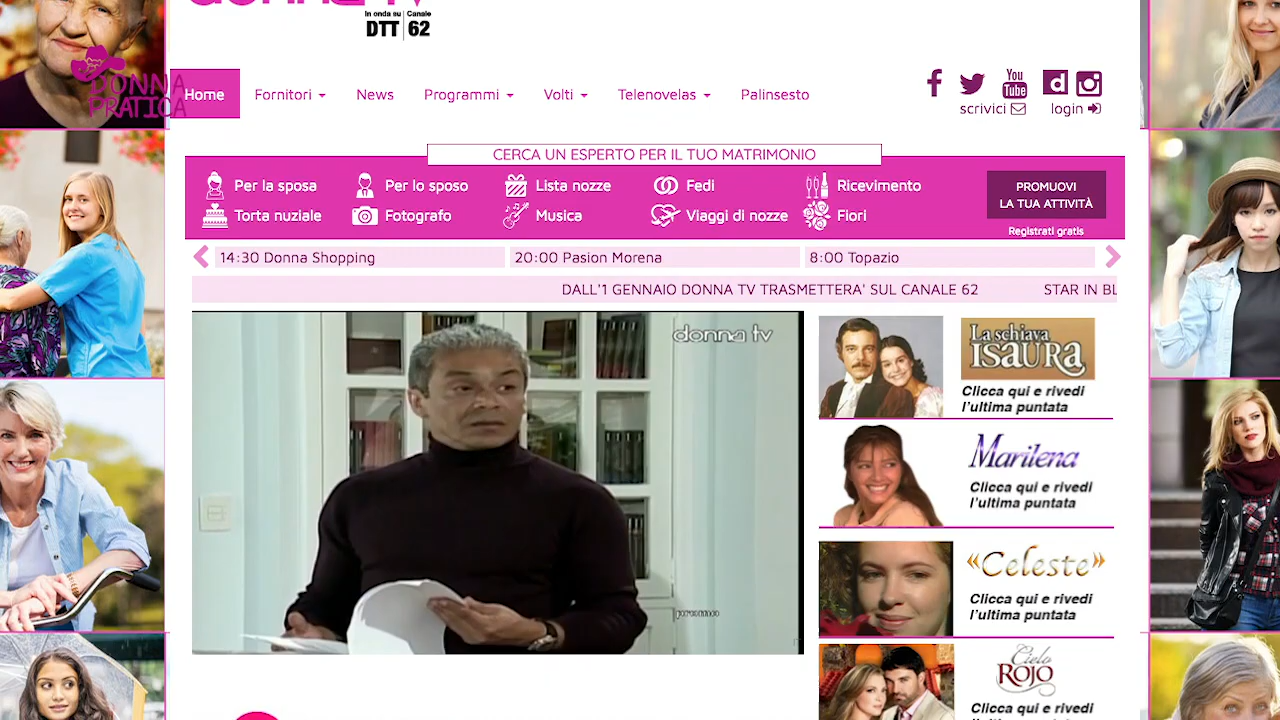 donna tv
In onda su Canale
DTT 62
DONNA
PRATICA
Home
Fornitori
News
Programmi
Volti
Telenovelas
Palinsesto
You
Tube
scrivici
login
CERCA UN ESPERTO PER IL TUO MATRIMONIO
Per la sposa
Per lo sposo
Lista nozze
Fedi
Ricevimento
Torta nuziale
Fotografo
Musica
Viaggi di nozze
Fiori
PROMUOVI
LA TUA ATTIVITÀ
Registrati gratis
14:30 Donna Shopping
20:00 Pasion Morena
8:00 Topazio
DALL'1 GENNAIO DONNA TV TRASMETTERA' SUL CANALE 62
STAR IN BL
donna tv
promo
La schiava
ISAURA
Clicca qui e rivedi
l'ultima puntata
Marilena
Clicca qui e rivedi
l'ultima puntata
«Celeste»
Clicca qui e rivedi
l'ultima puntata
Cielo
ROJO
Clicca qui e rivedi